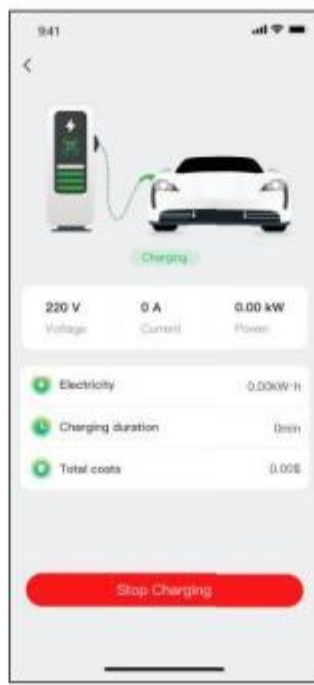 9:41
Charging
220 V 0 A 0.00 kW
Voltage Current Power
Electricity 0.00kW·h
Charging duration 0min
Total costs 0.00$
Stop Charging